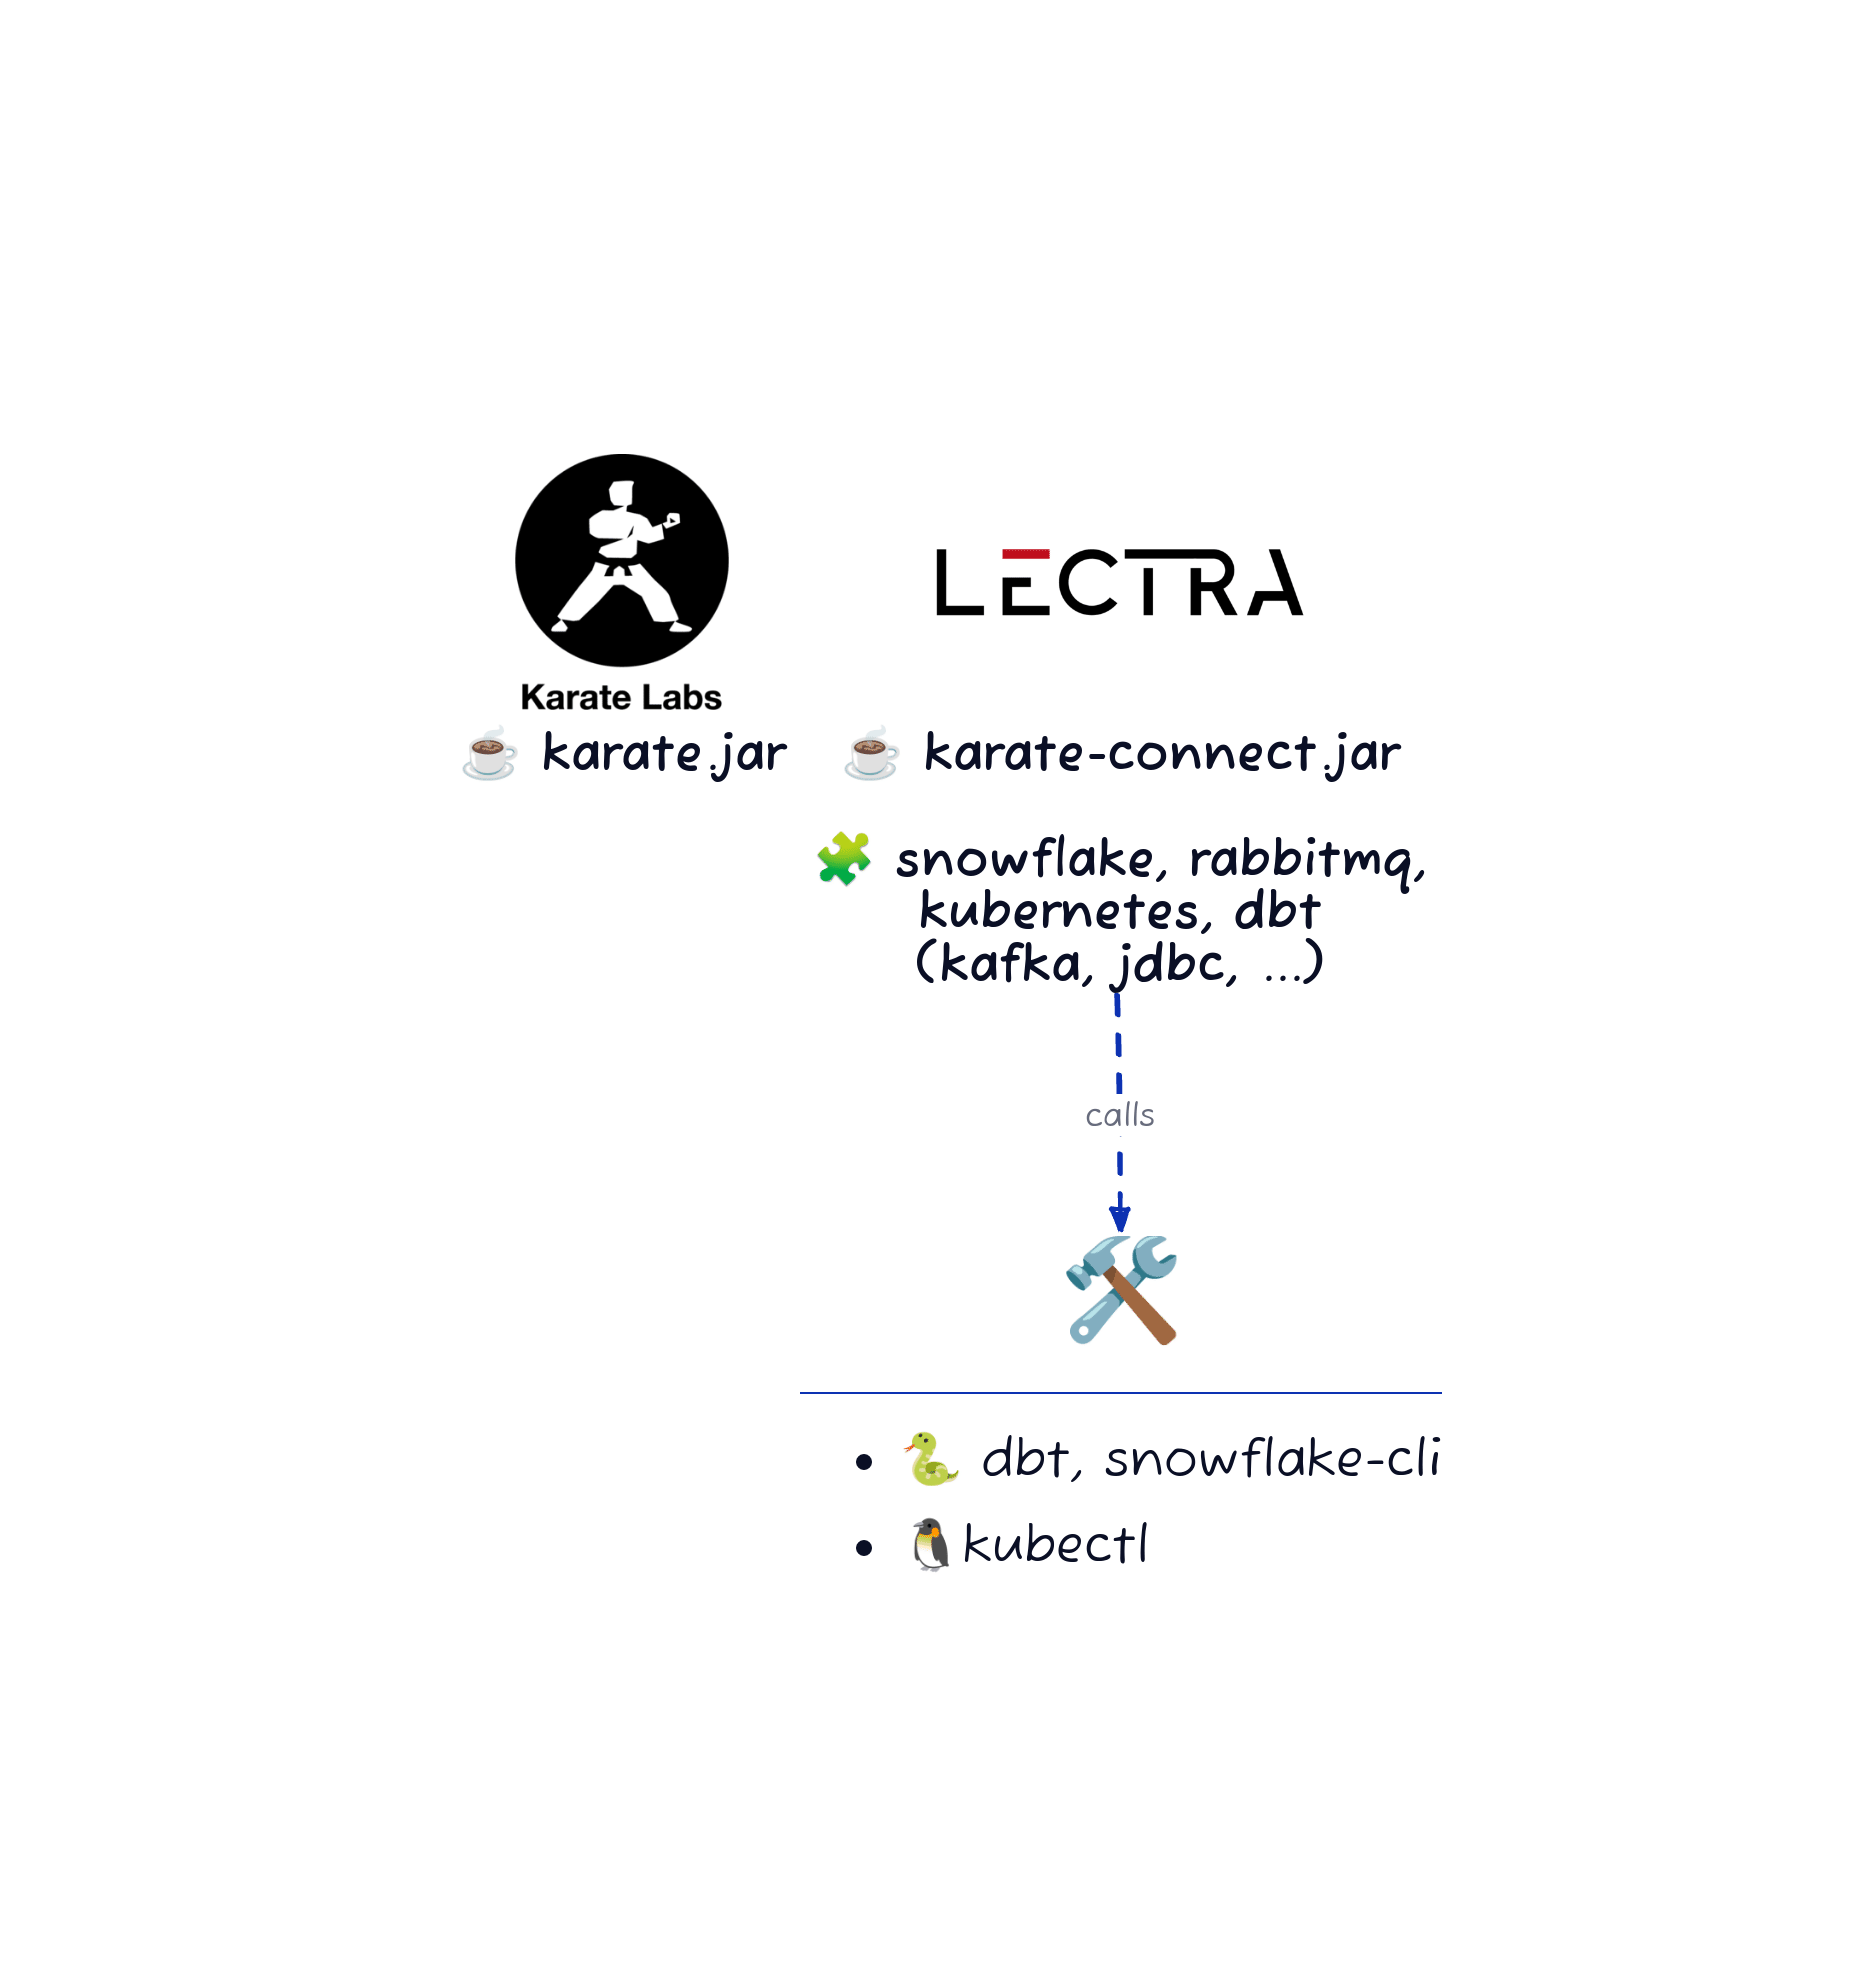 LECTRA
Karate Labs
☕ karate.jar
☕ karate-connect.jar
🧩 snowflake, rabbitmq,
kubernetes, dbt
(kafka, jdbc, ...)
calls
• 🐍 dbt, snowflake-cli
• 🐧kubectl